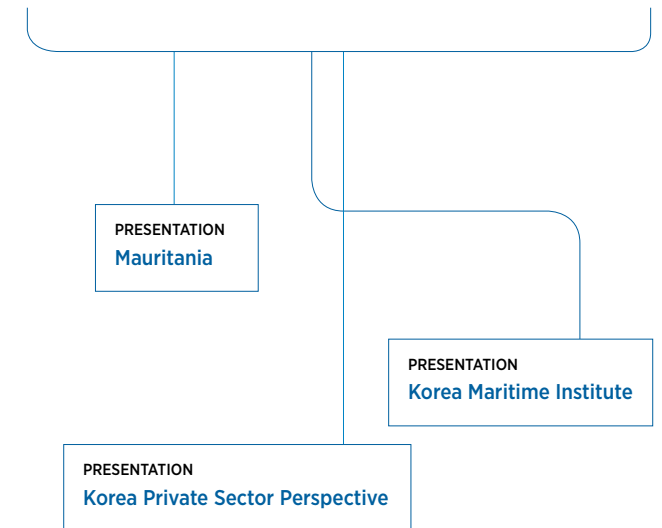 PRESENTATION
Mauritania
PRESENTATION
Korea Maritime Institute
PRESENTATION
Korea Private Sector Perspective